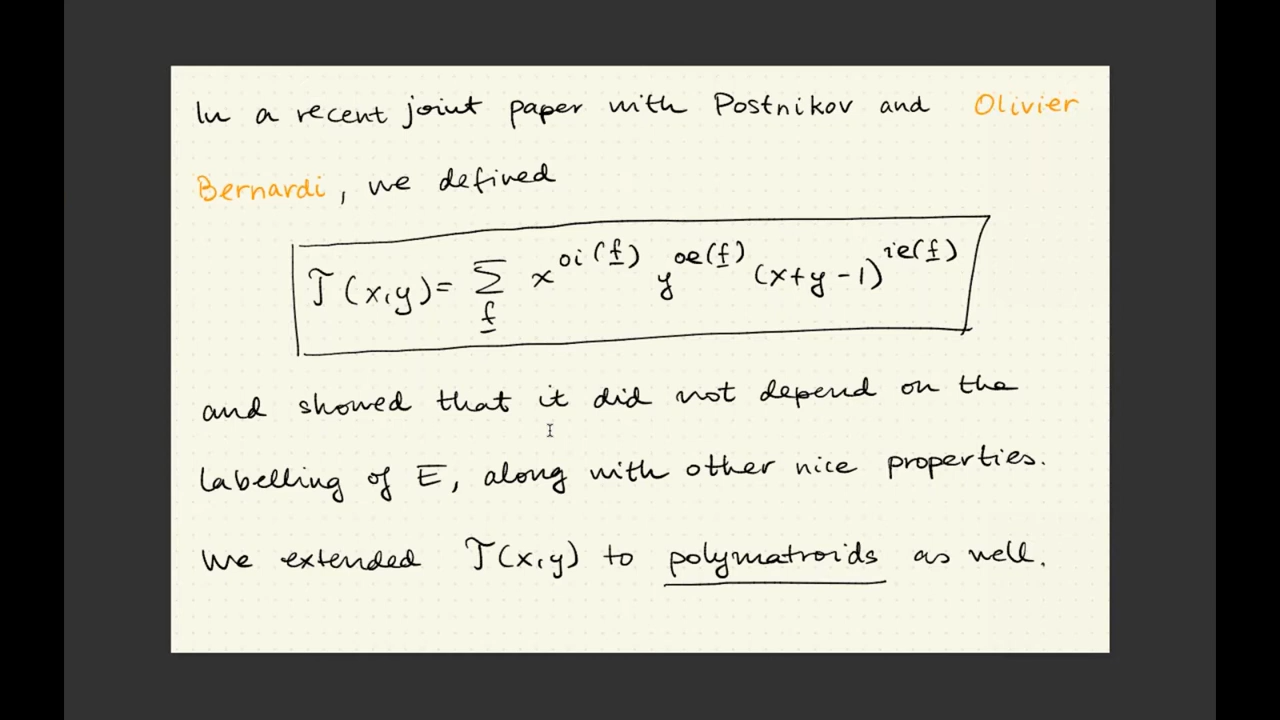 In a recent joint paper with Postnikov and Olivier
Bernardi, we defined
𝒯(x,y) = ∑_f x^{oi(f)} y^{oe(f)} (x+y-1)^{ie(f)}
and showed that it did not depend on the
labelling of E, along with other nice properties.
We extended 𝒯(x,y) to polymatroids as well.